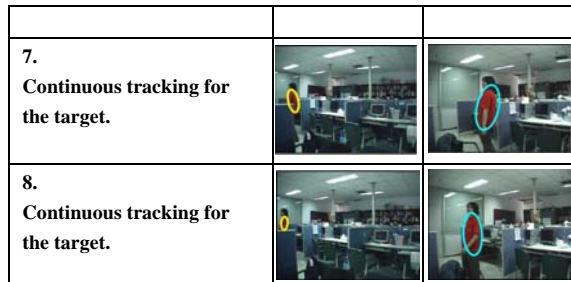 7.
Continuous tracking for
the target.
8.
Continuous tracking for
the target.